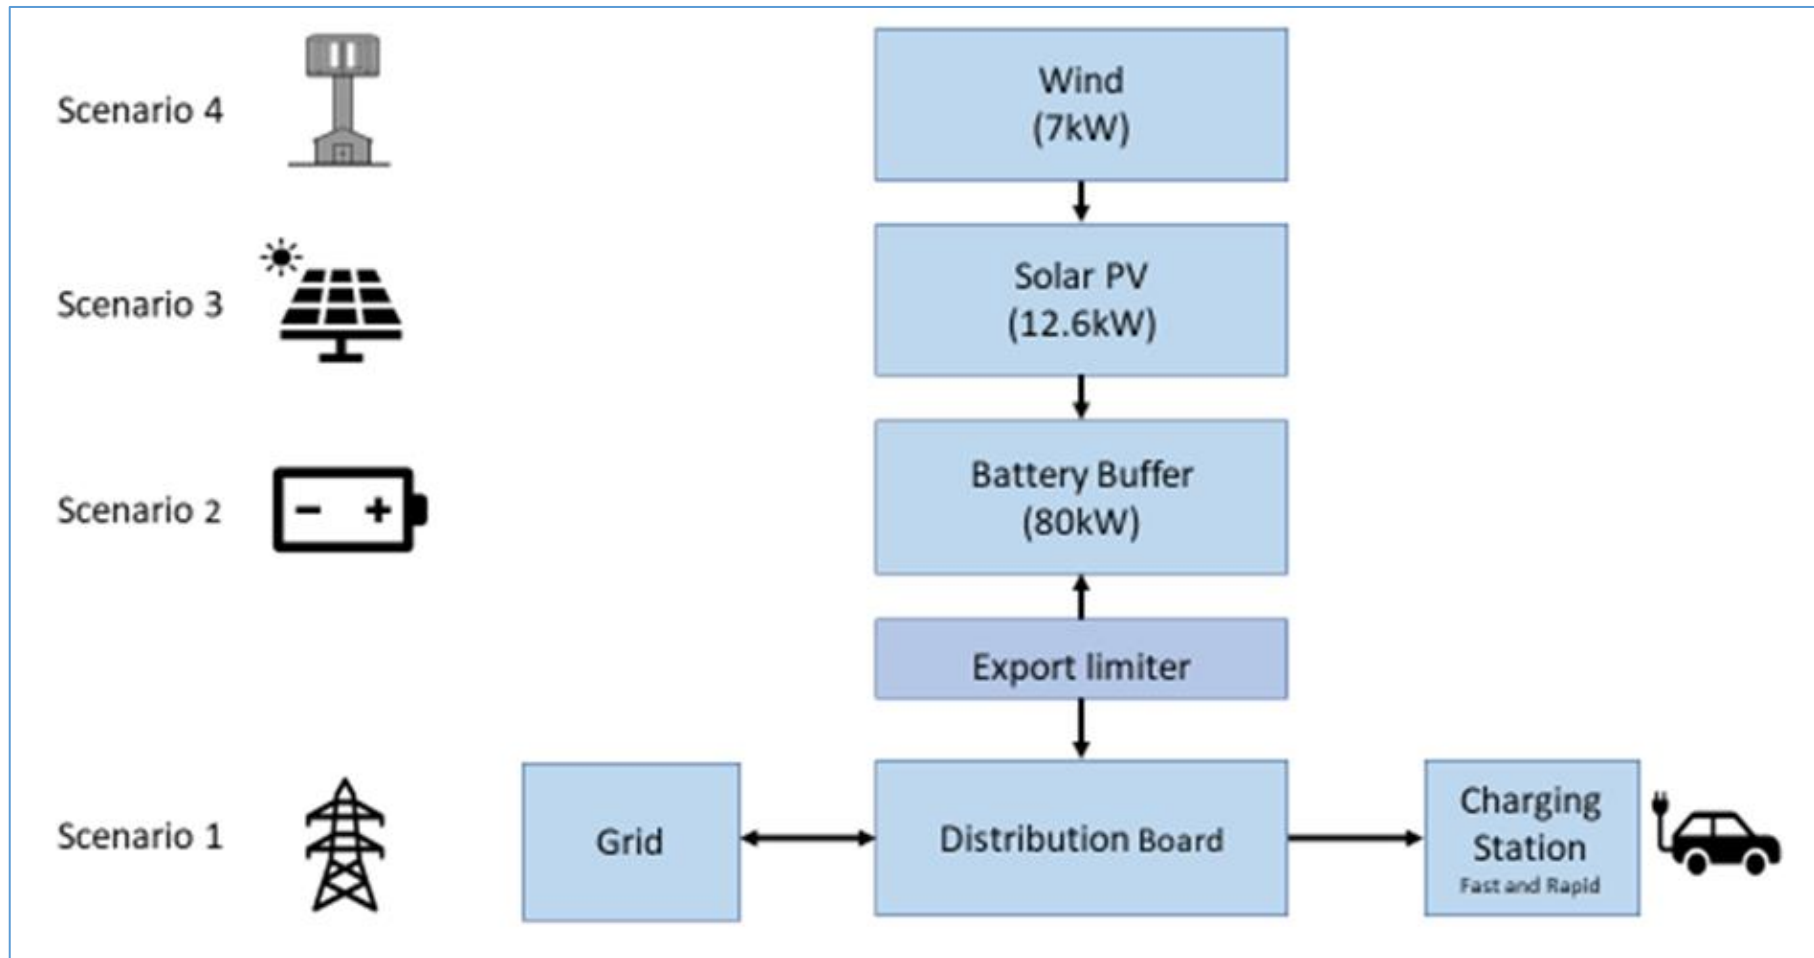 Scenario 4
Wind
(7kW)
Scenario 3
Solar PV
(12.6kW)
Scenario 2
Battery Buffer
(80kW)
Export limiter
Scenario 1
Grid
Distribution Board
Charging
Station
Fast and Rapid